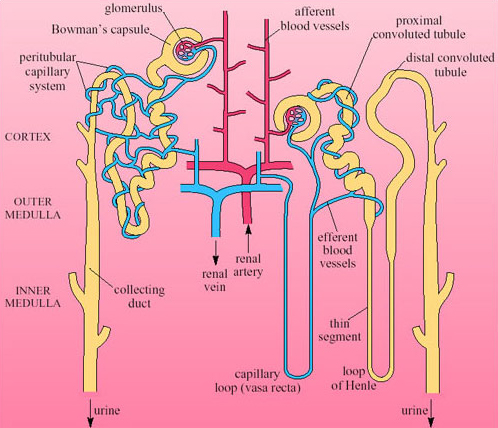 glomerulus
Bowman's capsule
peritubular
capillary
system
afferent
blood vessels
proximal
convoluted tubule
distal convoluted
tubule
CORTEX
OUTER
MEDULLA
INNER
MEDULLA
collecting
duct
renal
vein
renal
artery
efferent
blood
vessels
thin
segment
capillary
loop (vasa recta)
loop
of Henle
urine
urine